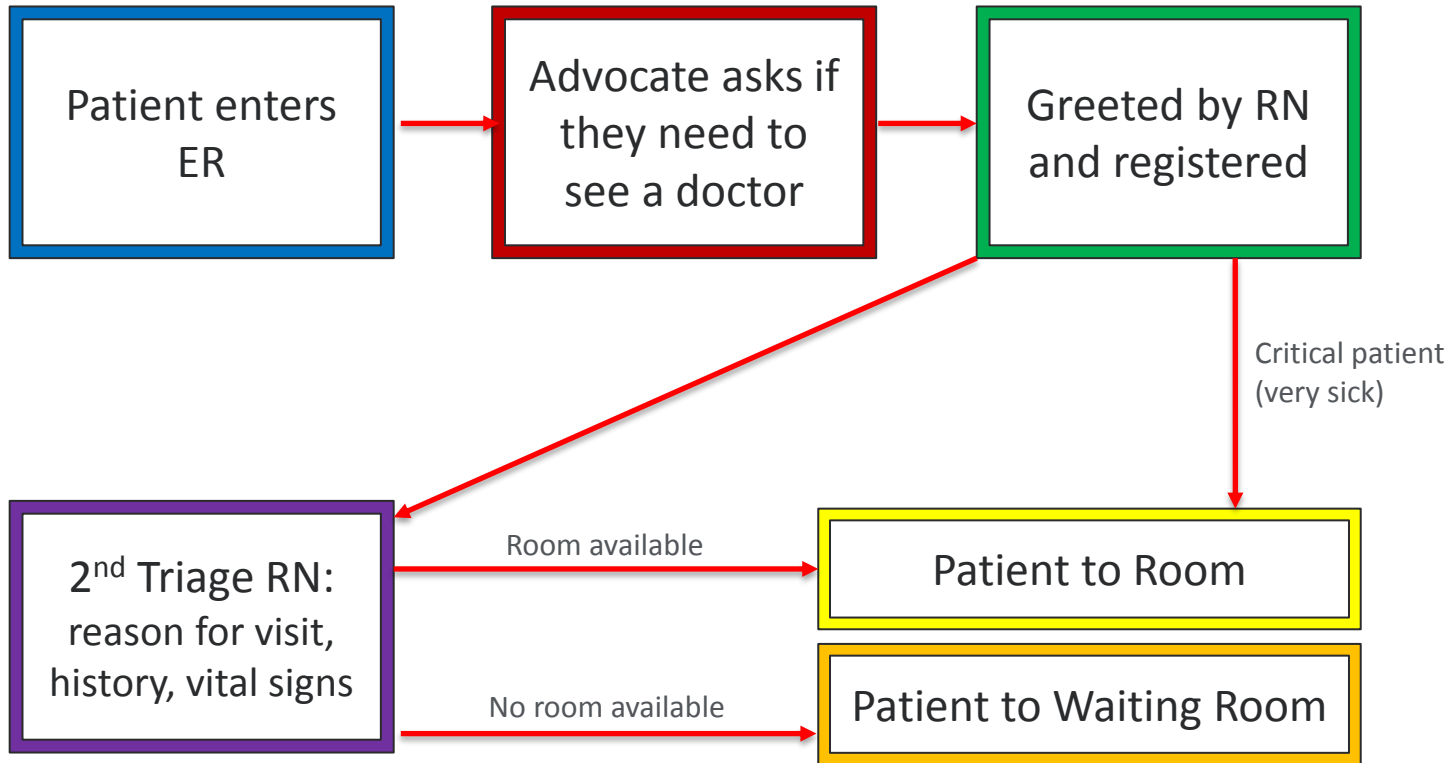 Patient enters
ER
Advocate asks if
they need to
see a doctor
Greeted by RN
and registered
Critical patient
(very sick)
2nd Triage RN:
reason for visit,
history, vital signs
Room available
Patient to Room
No room available
Patient to Waiting Room